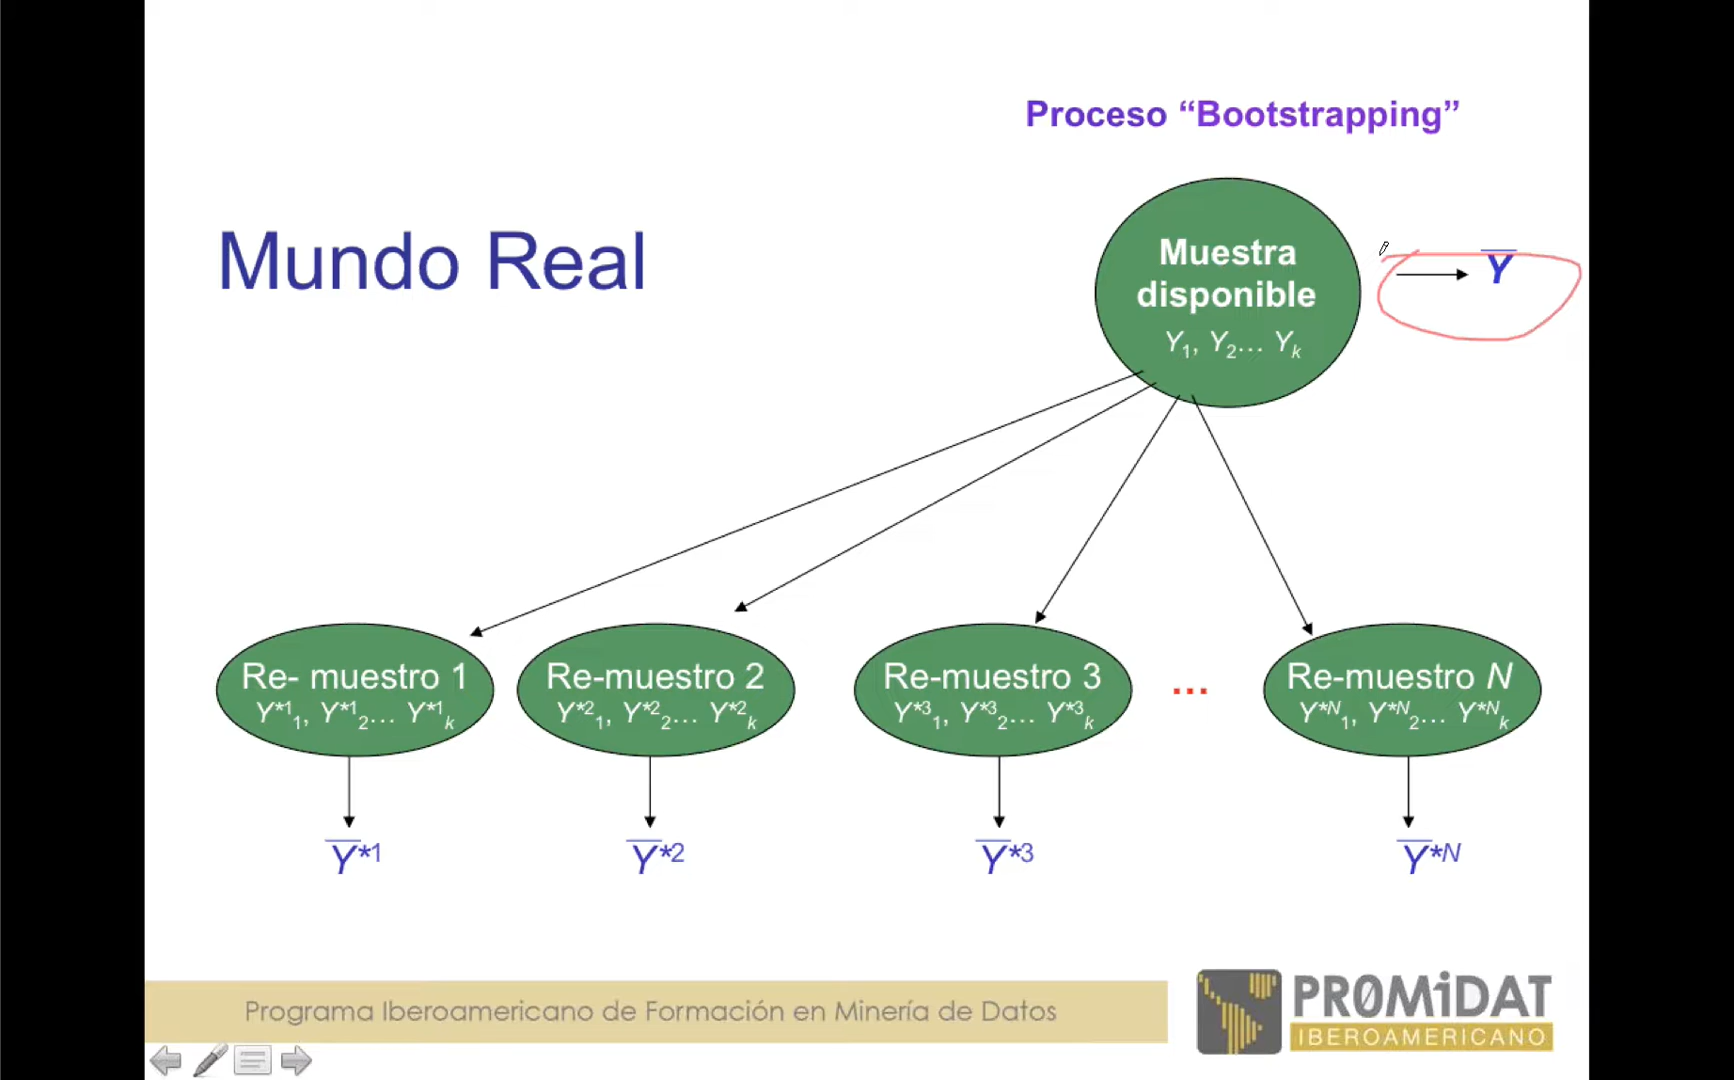 Proceso “Bootstrapping”
Mundo Real
Muestra
disponible
Y1, Y2… Yk
Y̅
Re- muestro 1
Y*11, Y*12… Y*1k
Re-muestro 2
Y*21, Y*22… Y*2k
Re-muestro 3
Y*31, Y*32… Y*3k
...
Re-muestro N
Y*N1, Y*N2… Y*Nk
Y̅*1
Y̅*2
Y̅*3
Y̅*N
Programa Iberoamericano de Formación en Minería de Datos
PR0MiDAT
IBEROAMERICANO